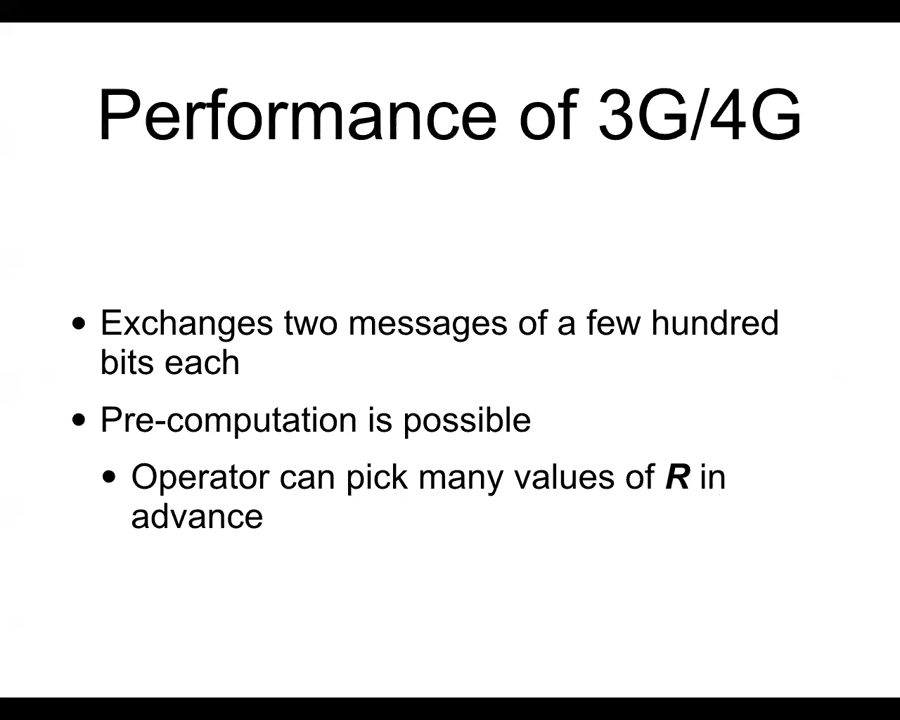 Performance of 3G/4G
• Exchanges two messages of a few hundred
bits each
• Pre-computation is possible
• Operator can pick many values of R in
advance